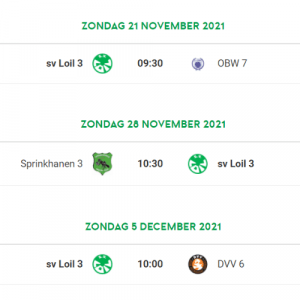 ZONDAG 21 NOVEMBER 2021
sv Loil 3 09:30 OBW 7
ZONDAG 28 NOVEMBER 2021
Sprinkhanen 3 10:30 sv Loil 3
ZONDAG 5 DECEMBER 2021
sv Loil 3 10:00 DVV 6